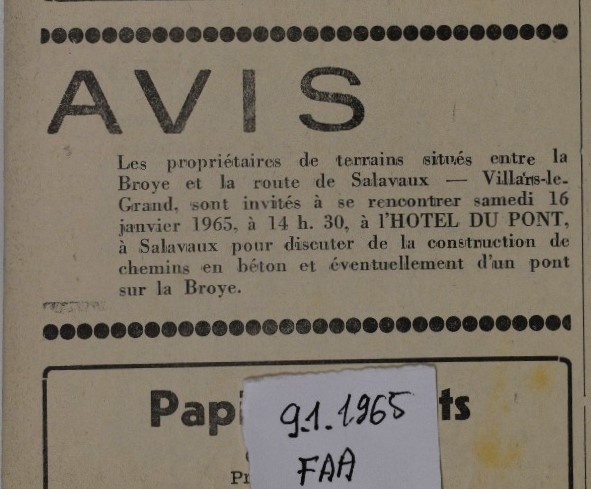 AVIS
Les propriétaires de terrains situés entre la
Broye et la route de Salavaux — Villars-le-
Grand, sont invités à se rencontrer samedi 16
janvier 1965, à 14 h. 30, à l'HOTEL DU PONT,
à Salavaux pour discuter de la construction de
chemins en béton et éventuellement d'un pont
sur la Broye.
Papi ts
9.1.1965
Pr
FAA